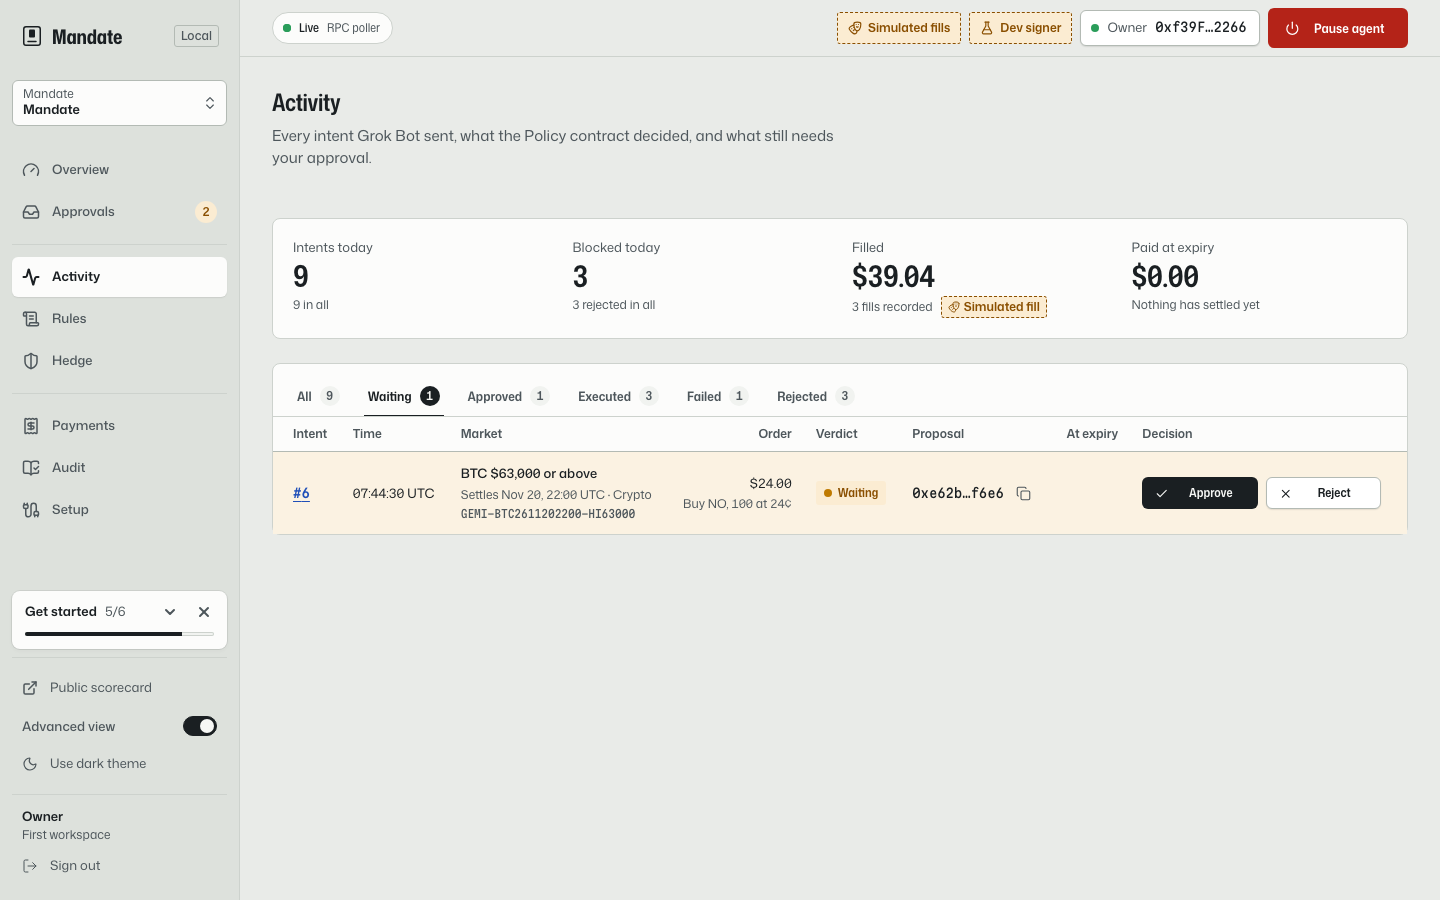 Mandate
Local
Mandate
Mandate
Overview
Approvals 2
Activity
Rules
Hedge
Payments
Audit
Setup
Get started 5/6
Public scorecard
Advanced view
Use dark theme
Owner
First workspace
Sign out
Live RPC poller
Simulated fills
Dev signer
Owner 0xf39F…2266
Pause agent
Activity
Every intent Grok Bot sent, what the Policy contract decided, and what still needs
your approval.
Intents today
9
9 in all
Blocked today
3
3 rejected in all
Filled
$39.04
3 fills recorded Simulated fill
Paid at expiry
$0.00
Nothing has settled yet
All 9 Waiting 1 Approved 1 Executed 3 Failed 1 Rejected 3
Intent Time Market Order Verdict Proposal At expiry Decision
#6
07:44:30 UTC
BTC $63,000 or above
Settles Nov 20, 22:00 UTC · Crypto
GEMI-BTC2611202200-HI63000
$24.00
Buy NO, 100 at 24¢
Waiting
0xe62b…f6e6
Approve
Reject